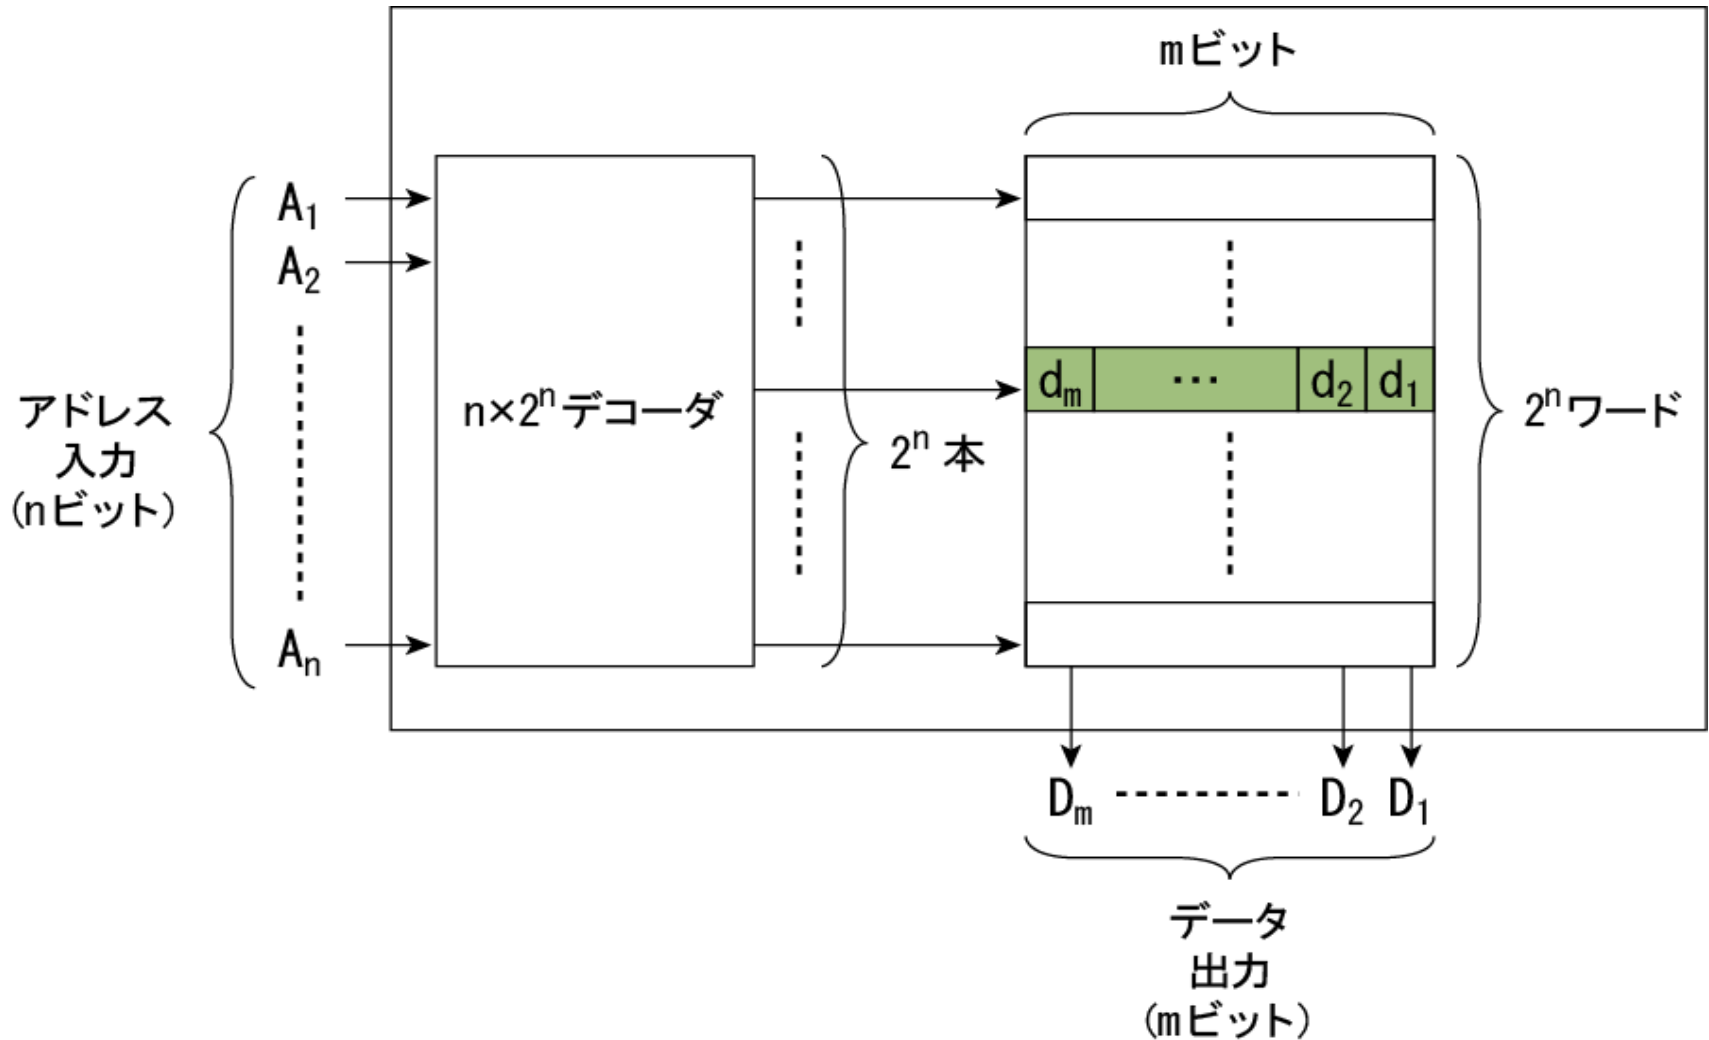 mビット
A1
A2
アドレス
入力
(nビット)
An
n×2nデコーダ
2n 本
dm … d2 d1
2nワード
Dm D2 D1
データ
出力
(mビット)